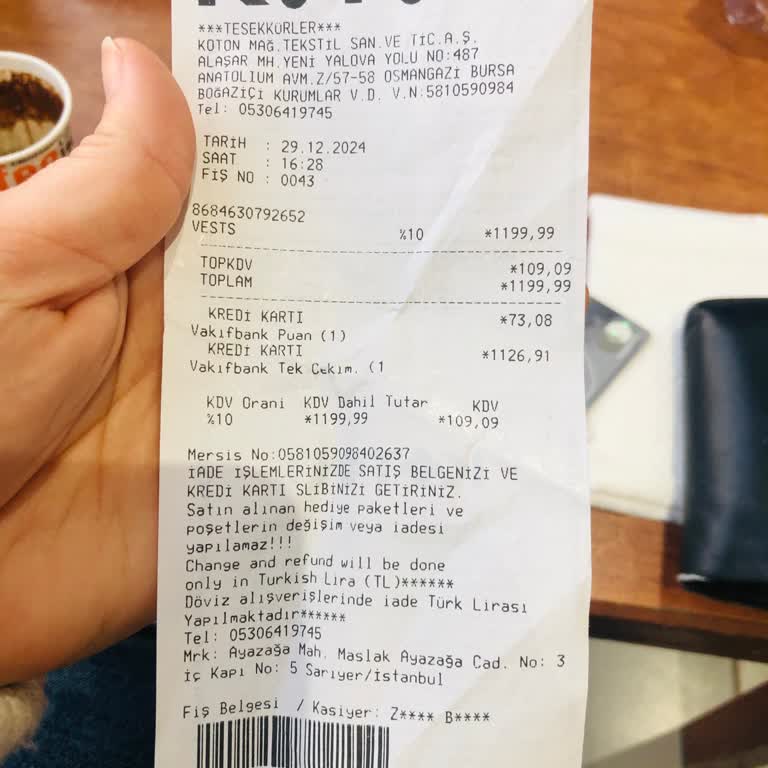 ***TESEKKÜRLER***
KOTON MAĞ.TEKSTİL SAN.VE TİC.A.Ş.
ALAŞAR MH.YENİ YALOVA YOLU NO:487
ANATOLIUM AVM.Z/57-58 OSMANGAZİ BURSA
BOĞAZİÇİ KURUMLAR V.D. V.N:5810590984
Tel: 05306419745
TARİH : 29.12.2024
SAAT : 16:28
FİŞ NO : 0043
8684630792652
VESTS %10 *1199,99
TOPKDV *109,09
TOPLAM *1199,99
KREDİ KARTI *73,08
Vakıfbank Puan (1)
KREDİ KARTI *1126,91
Vakıfbank Tek Çekim. (1
KDV Orani KDV Dahil Tutar KDV
%10 *1199,99 *109,09
Mersis No:0581059098402637
İADE İŞLEMLERİNİZDE SATIŞ BELGENİZİ VE
KREDİ KARTI SLİBİNİZİ GETİRİNİZ.
Satın alınan hediye paketleri ve
poşetlerin değişim veya iadesi
yapılamaz!!!
Change and refund will be done
only in Turkish Lira (TL)******
Döviz alışverişlerinde iade Türk Lirası
Yapılmaktadır******
Tel: 05306419745
Mrk: Ayazağa Mah. Maslak Ayazağa Cad. No: 3
İç Kapı No: 5 Sarıyer/İstanbul
Fiş Belgesi / Kasiyer: Z**** B****